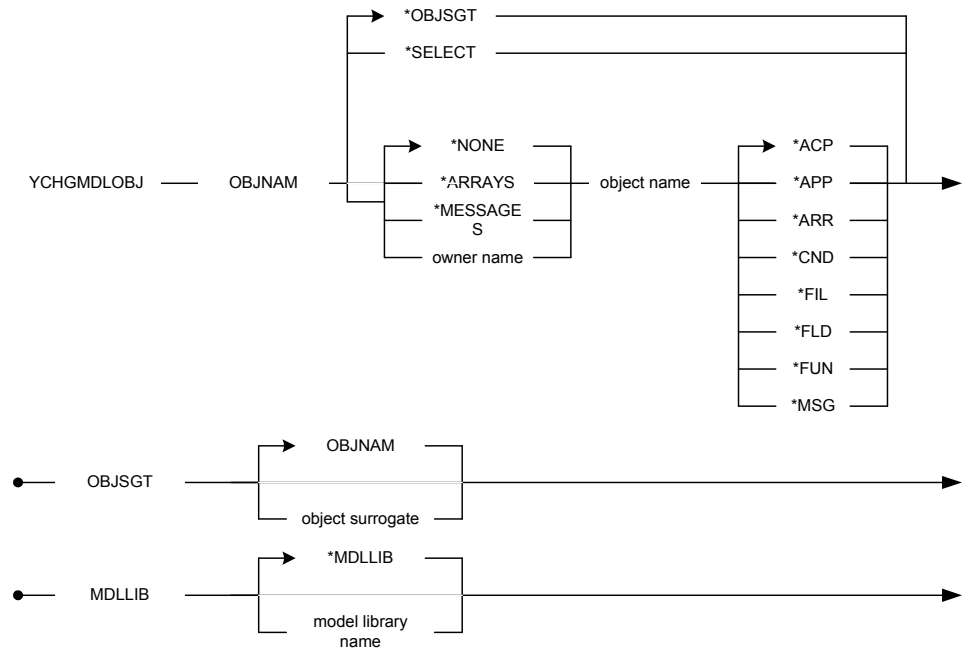 *OBJSGT
*SELECT
YCHGMDLOBJ
OBJNAM
*NONE
*ARRAYS
*MESSAGE
S
owner name
object name
*ACP
*APP
*ARR
*CND
*FIL
*FLD
*FUN
*MSG
OBJSGT
OBJNAM
object surrogate
MDLLIB
*MDLLIB
model library
name